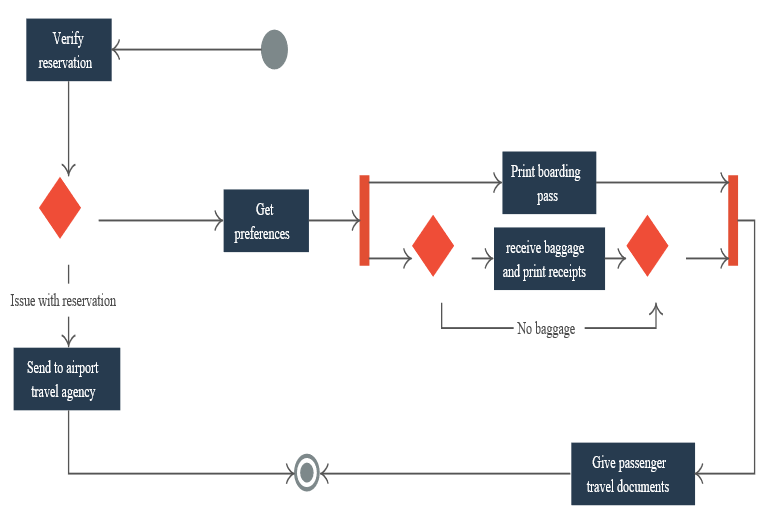 Verify
reservation
Print boarding
pass
Get
preferences
receive baggage
and print receipts
Issue with reservation
No baggage
Send to airport
travel agency
Give passenger
travel documents